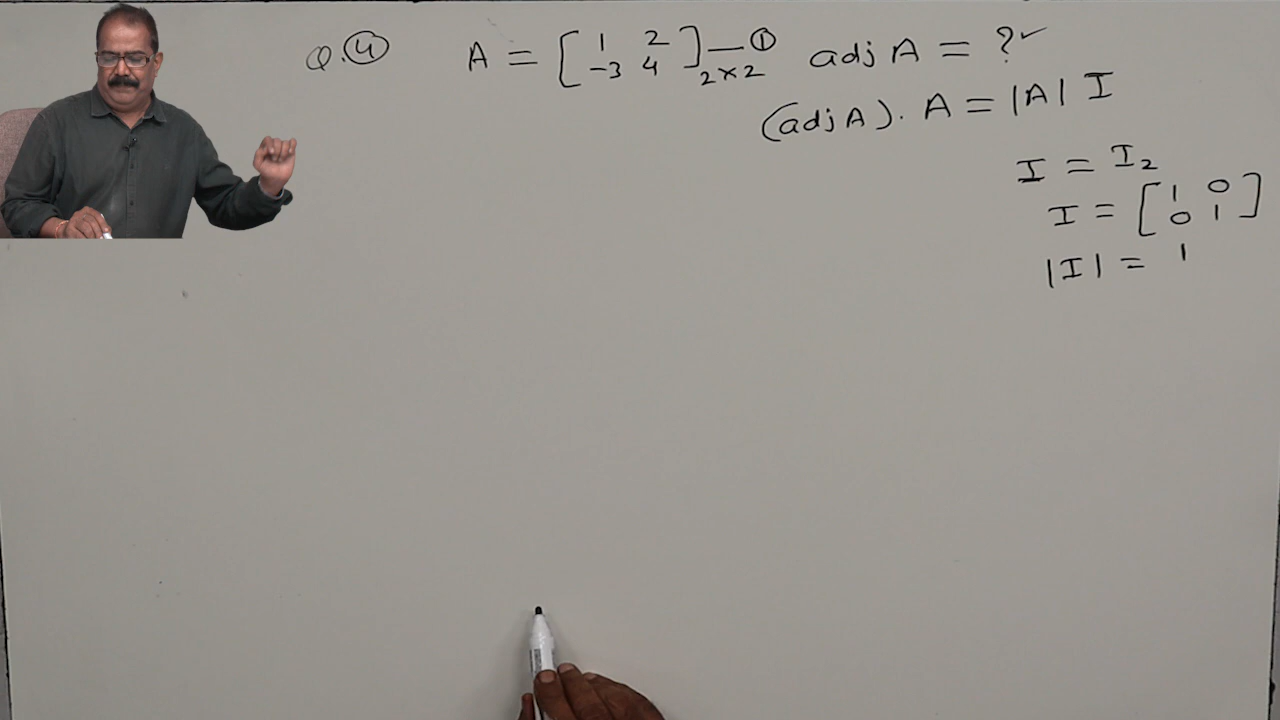 Q.④ A = [ 1 2 ] —① adj A = ? ✓
-3 4 2×2
(adj A). A = |A| I
I = I₂
I = [ 1 0 ]
0 1
|I| = 1